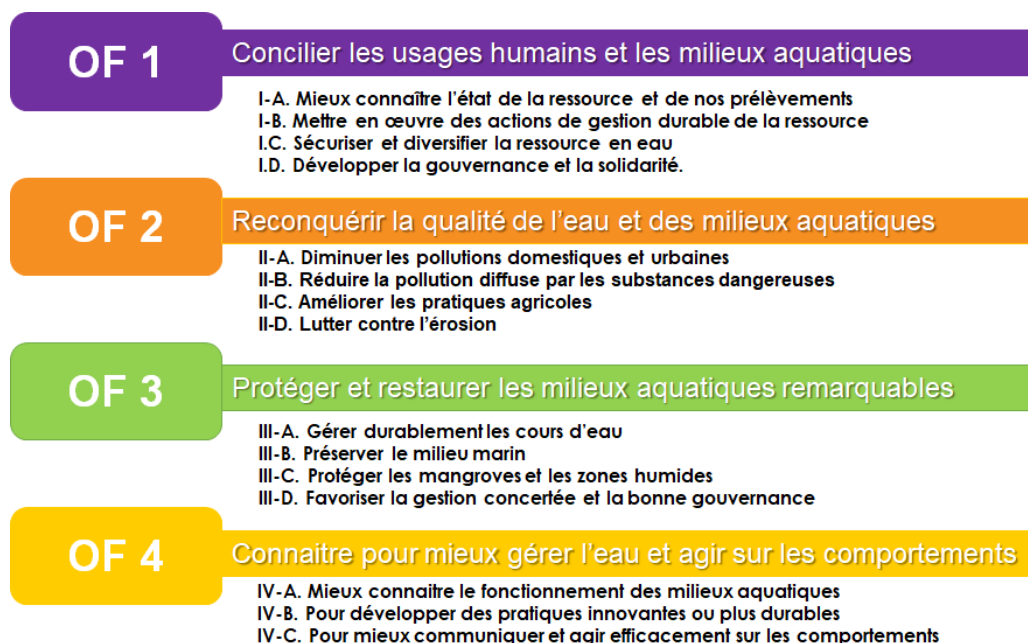 OF 1
Concilier les usages humains et les milieux aquatiques
I-A. Mieux connaître l'état de la ressource et de nos prélèvements
I-B. Mettre en œuvre des actions de gestion durable de la ressource
I.C. Sécuriser et diversifier la ressource en eau
I.D. Développer la gouvernance et la solidarité.
OF 2
Reconquérir la qualité de l'eau et des milieux aquatiques
II-A. Diminuer les pollutions domestiques et urbaines
II-B. Réduire la pollution diffuse par les substances dangereuses
II-C. Améliorer les pratiques agricoles
II-D. Lutter contre l'érosion
OF 3
Protéger et restaurer les milieux aquatiques remarquables
III-A. Gérer durablement les cours d'eau
III-B. Préserver le milieu marin
III-C. Protéger les mangroves et les zones humides
III-D. Favoriser la gestion concertée et la bonne gouvernance
OF 4
Connaitre pour mieux gérer l'eau et agir sur les comportements
IV-A. Mieux connaitre le fonctionnement des milieux aquatiques
IV-B. Pour développer des pratiques innovantes ou plus durables
IV-C. Pour mieux communiquer et agir efficacement sur les comportements